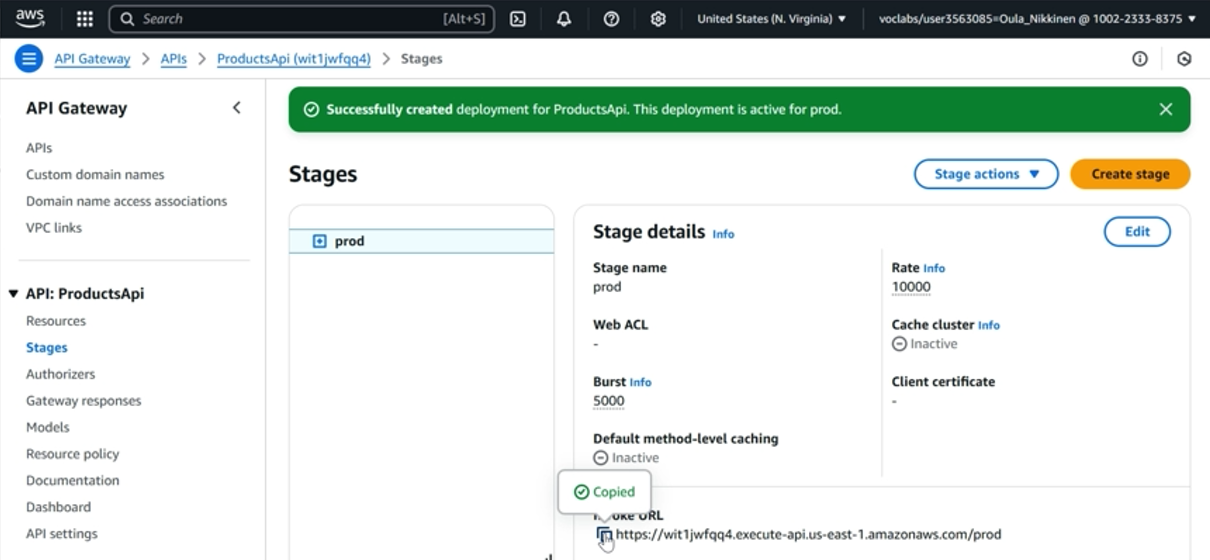 aws
Search [Alt+S]
United States (N. Virginia) ▼
voclabs/user3563085=Oula_Nikkinen @ 1002-2333-8375 ▼
API Gateway > APIs > ProductsApi (wit1jwfqq4) > Stages
API Gateway
APIs
Custom domain names
Domain name access associations
VPC links
API: ProductsApi
Resources
Stages
Authorizers
Gateway responses
Models
Resource policy
Documentation
Dashboard
API settings
Successfully created deployment for ProductsApi. This deployment is active for prod.
Stages
Stage actions ▼
Create stage
prod
Stage details Info
Edit
Stage name
prod
Rate Info
10000
Web ACL
-
Cache cluster Info
Inactive
Burst Info
5000
Client certificate
-
Default method-level caching
Inactive
Copied
URL
https://wit1jwfqq4.execute-api.us-east-1.amazonaws.com/prod